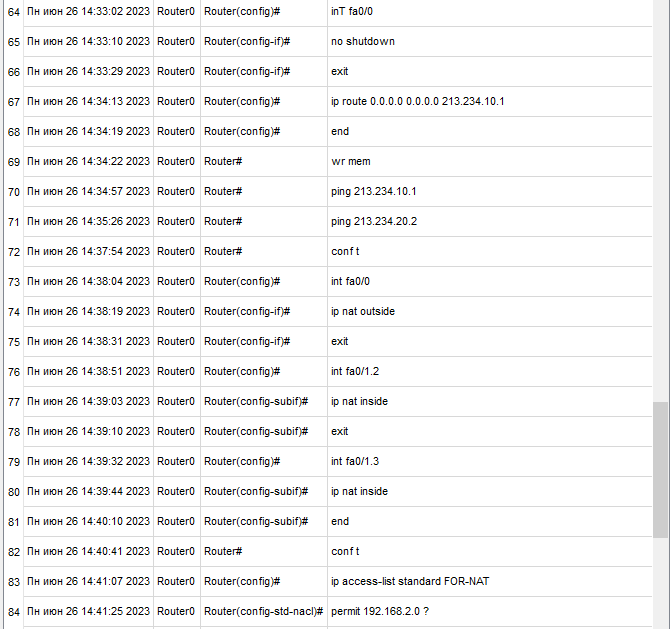 64 Пн июн 26 14:33:02 2023 Router0 Router(config)# inT fa0/0
65 Пн июн 26 14:33:10 2023 Router0 Router(config-if)# no shutdown
66 Пн июн 26 14:33:29 2023 Router0 Router(config-if)# exit
67 Пн июн 26 14:34:13 2023 Router0 Router(config)# ip route 0.0.0.0 0.0.0.0 213.234.10.1
68 Пн июн 26 14:34:19 2023 Router0 Router(config)# end
69 Пн июн 26 14:34:22 2023 Router0 Router# wr mem
70 Пн июн 26 14:34:57 2023 Router0 Router# ping 213.234.10.1
71 Пн июн 26 14:35:26 2023 Router0 Router# ping 213.234.20.2
72 Пн июн 26 14:37:54 2023 Router0 Router# conf t
73 Пн июн 26 14:38:04 2023 Router0 Router(config)# int fa0/0
74 Пн июн 26 14:38:19 2023 Router0 Router(config-if)# ip nat outside
75 Пн июн 26 14:38:31 2023 Router0 Router(config-if)# exit
76 Пн июн 26 14:38:51 2023 Router0 Router(config)# int fa0/1.2
77 Пн июн 26 14:39:03 2023 Router0 Router(config-subif)# ip nat inside
78 Пн июн 26 14:39:10 2023 Router0 Router(config-subif)# exit
79 Пн июн 26 14:39:32 2023 Router0 Router(config)# int fa0/1.3
80 Пн июн 26 14:39:44 2023 Router0 Router(config-subif)# ip nat inside
81 Пн июн 26 14:40:10 2023 Router0 Router(config-subif)# end
82 Пн июн 26 14:40:41 2023 Router0 Router# conf t
83 Пн июн 26 14:41:07 2023 Router0 Router(config)# ip access-list standard FOR-NAT
84 Пн июн 26 14:41:25 2023 Router0 Router(config-std-nacl)# permit 192.168.2.0 ?